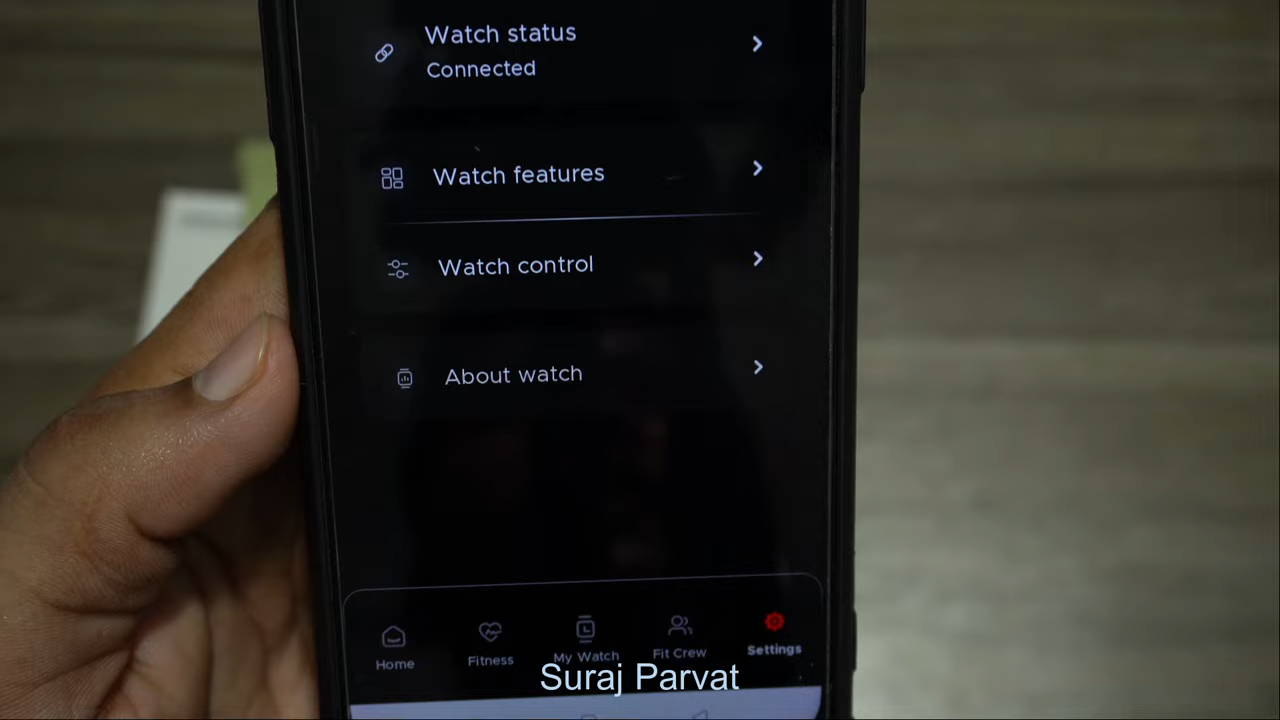 Watch status
Connected
Watch features
Watch control
About watch
Home
Fitness
My Watch
Fit Crew
Settings
Suraj Parvat